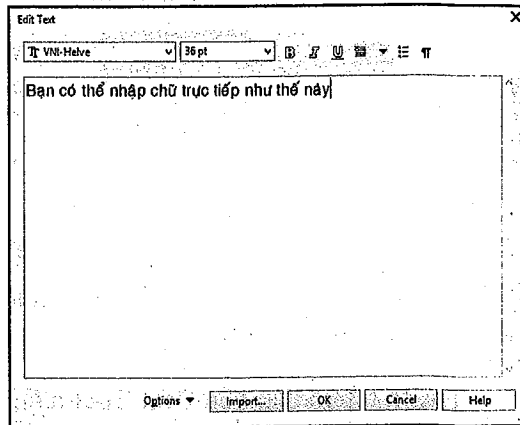 Edit Text
VNI-Helve 36 pt B I U
Bạn có thể nhập chữ trực tiếp như thế này
Options Import... OK Cancel Help